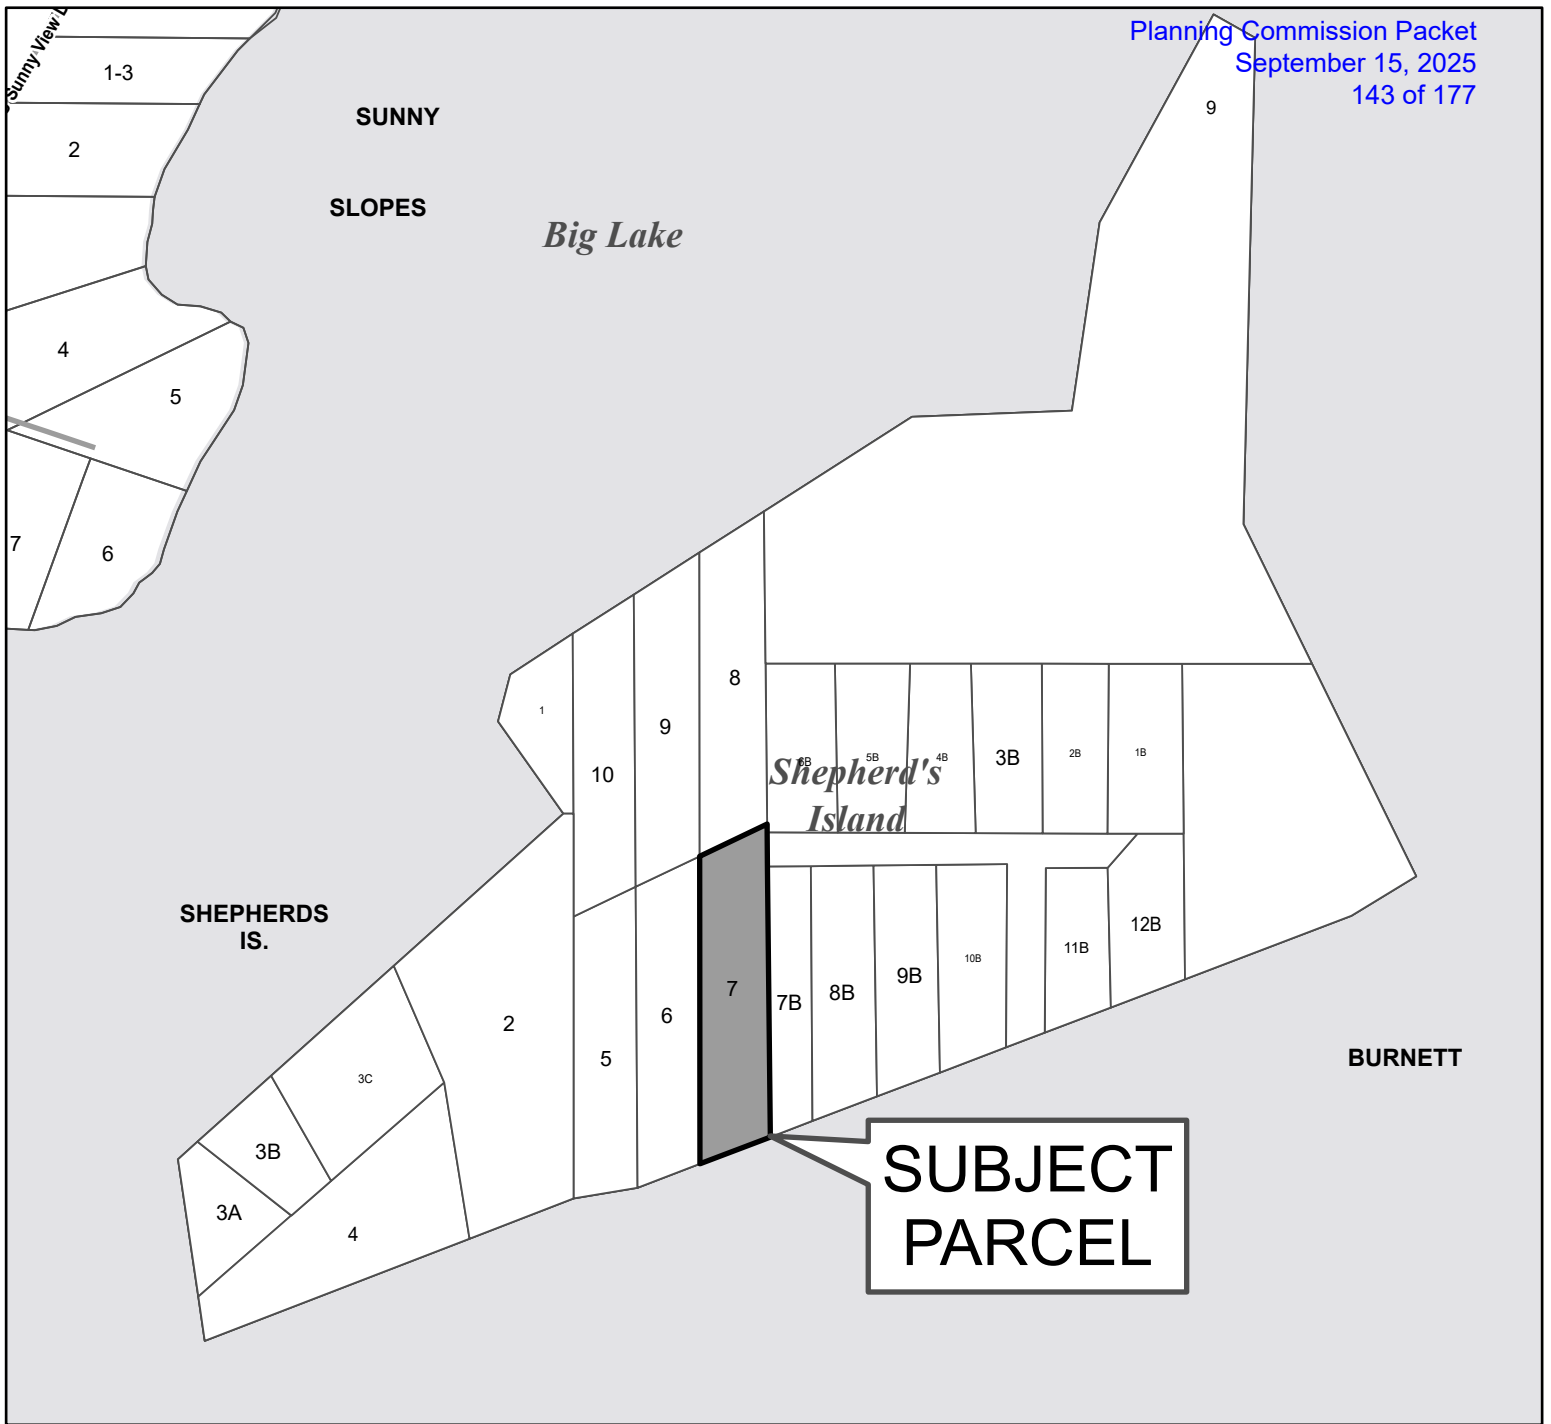 Planning Commission Packet
September 15, 2025
143 of 177
Sunny View
1-3
2
4
5
7
6
SUNNY
SLOPES
Big Lake
9
1
10
9
8
6B
5B
4B
3B
2B
1B
Shepherd's
Island
SHEPHERDS
IS.
2
5
6
7
7B
8B
9B
10B
11B
12B
3C
3B
3A
4
BURNETT
SUBJECT
PARCEL